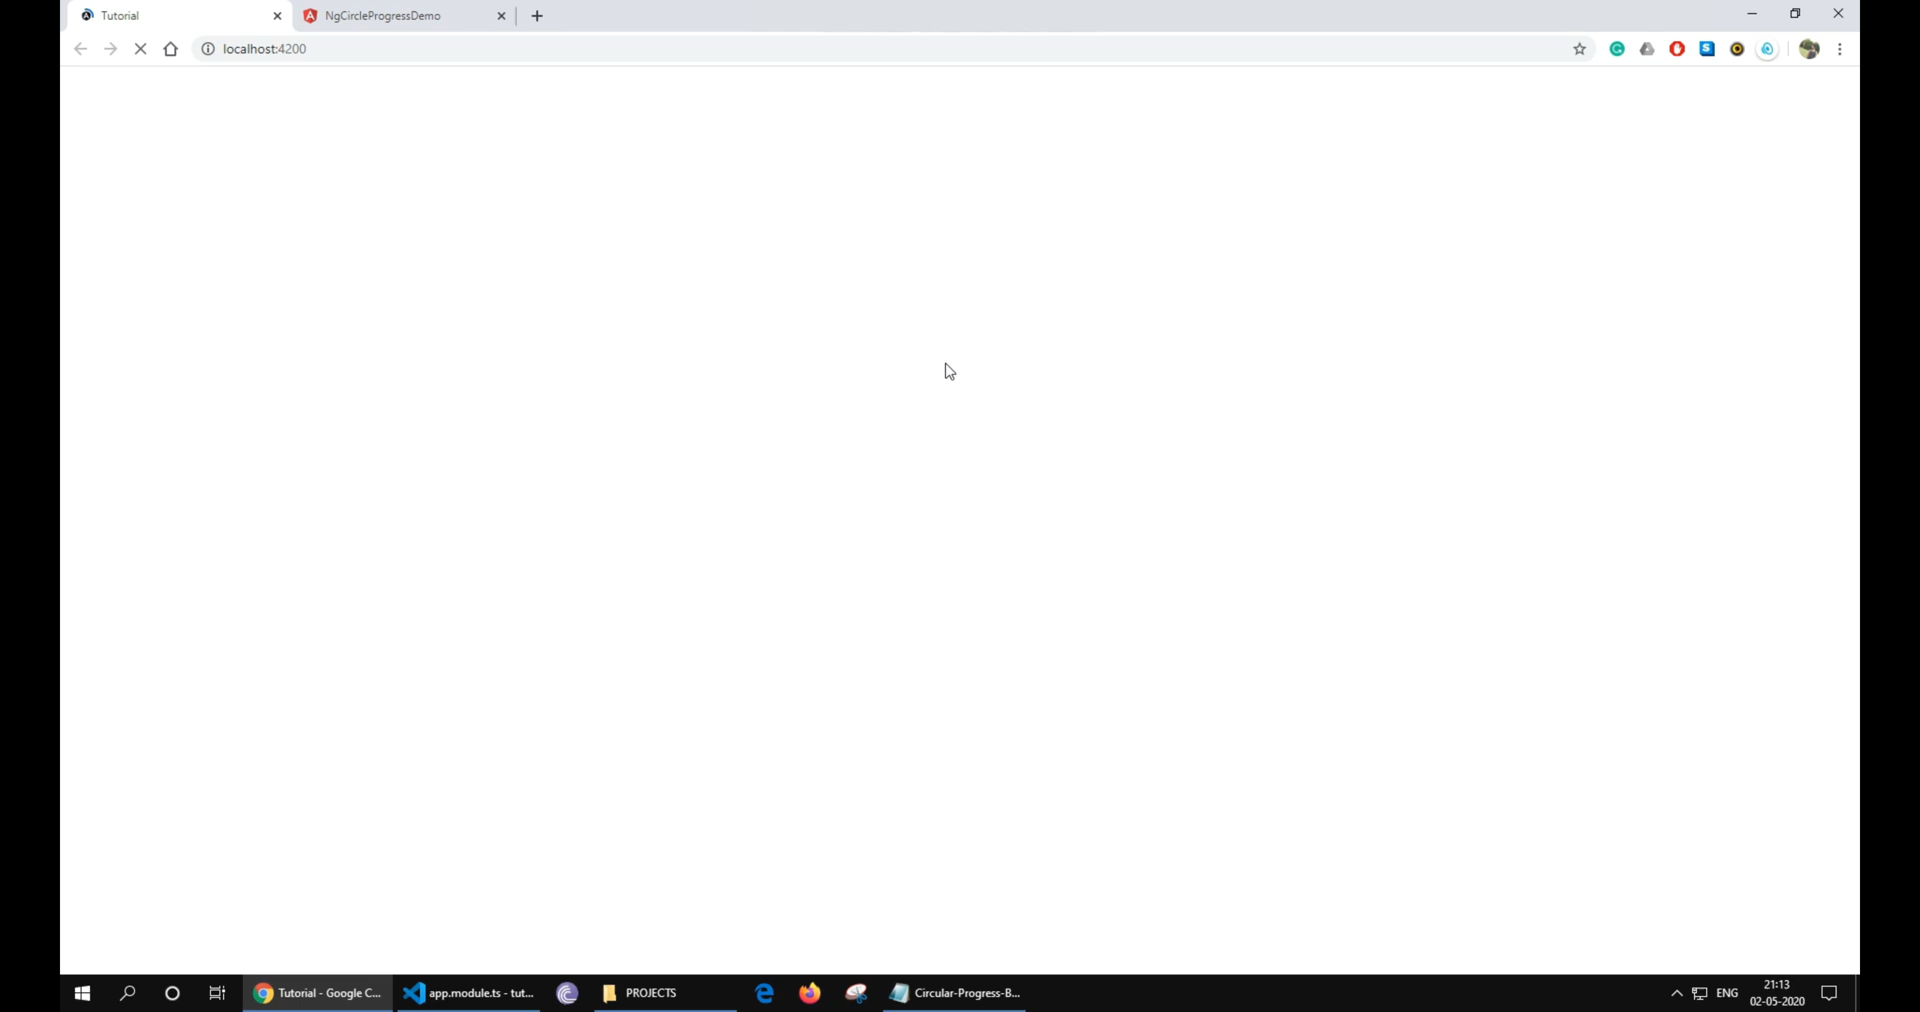 Tutorial
NgCircleProgressDemo
localhost:4200
Tutorial - Google C...
app.module.ts - tut...
PROJECTS
Circular-Progress-B...
ENG
21:13
02-05-2020